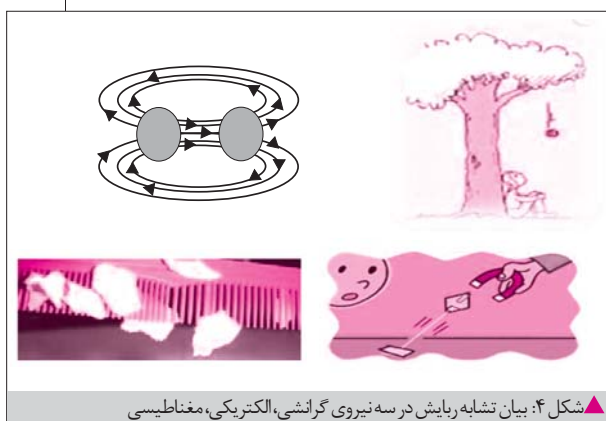 ▲شکل ۴: بیان تشابه ربایش در سه نیروی گرانشی، الکتریکی، مغناطیسی